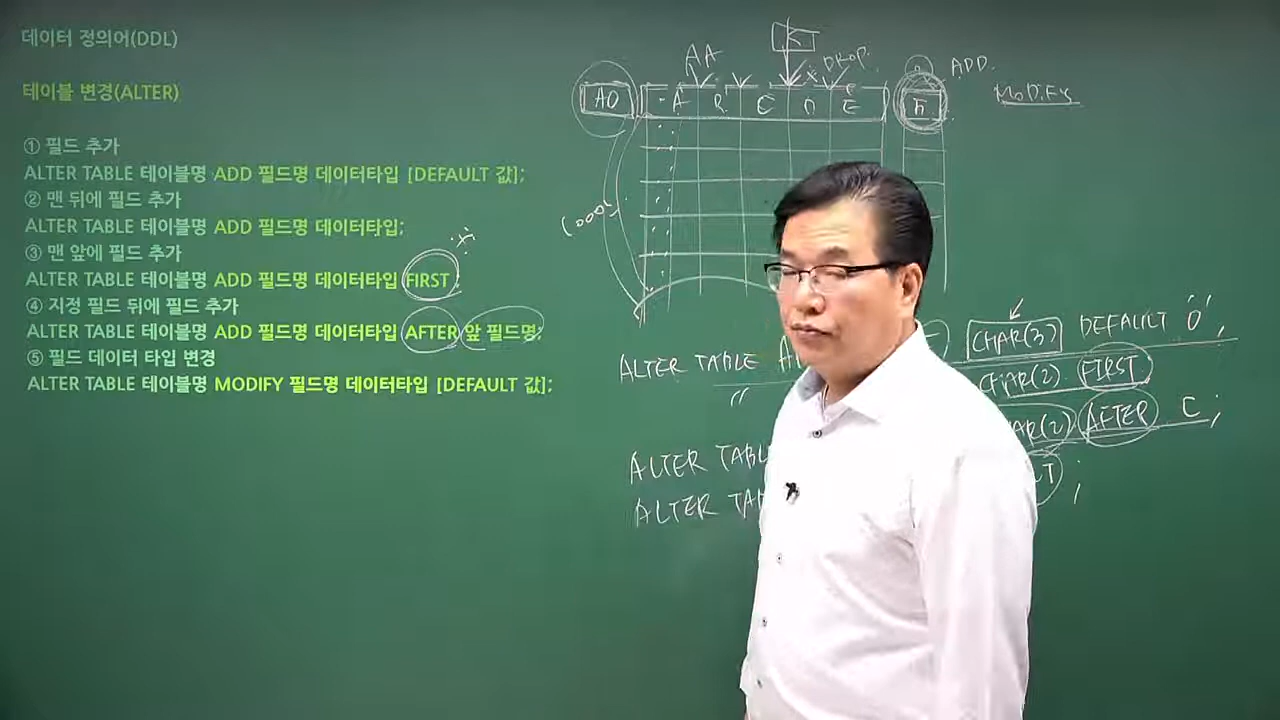 데이터 정의어(DDL)
테이블 변경(ALTER)
① 필드 추가
ALTER TABLE 테이블명 ADD 필드명 데이터타입 [DEFAULT 값];
② 맨 뒤에 필드 추가
ALTER TABLE 테이블명 ADD 필드명 데이터타입;
③ 맨 앞에 필드 추가
ALTER TABLE 테이블명 ADD 필드명 데이터타입 FIRST ;
④ 지정 필드 뒤에 필드 추가
ALTER TABLE 테이블명 ADD 필드명 데이터타입 AFTER 앞 필드명;
⑤ 필드 데이터 타입 변경
ALTER TABLE 테이블명 MODIFY 필드명 데이터타입 [DEFAULT 값];
AA DROP. ADD.
A0 A B C D E MODIFY
ALTER TABLE CHAR(3) DEFAULT '0';
〃 CHAR(2) FIRST
AR(2) AFTER C;
ALTER TABL LT ;
ALTER TA